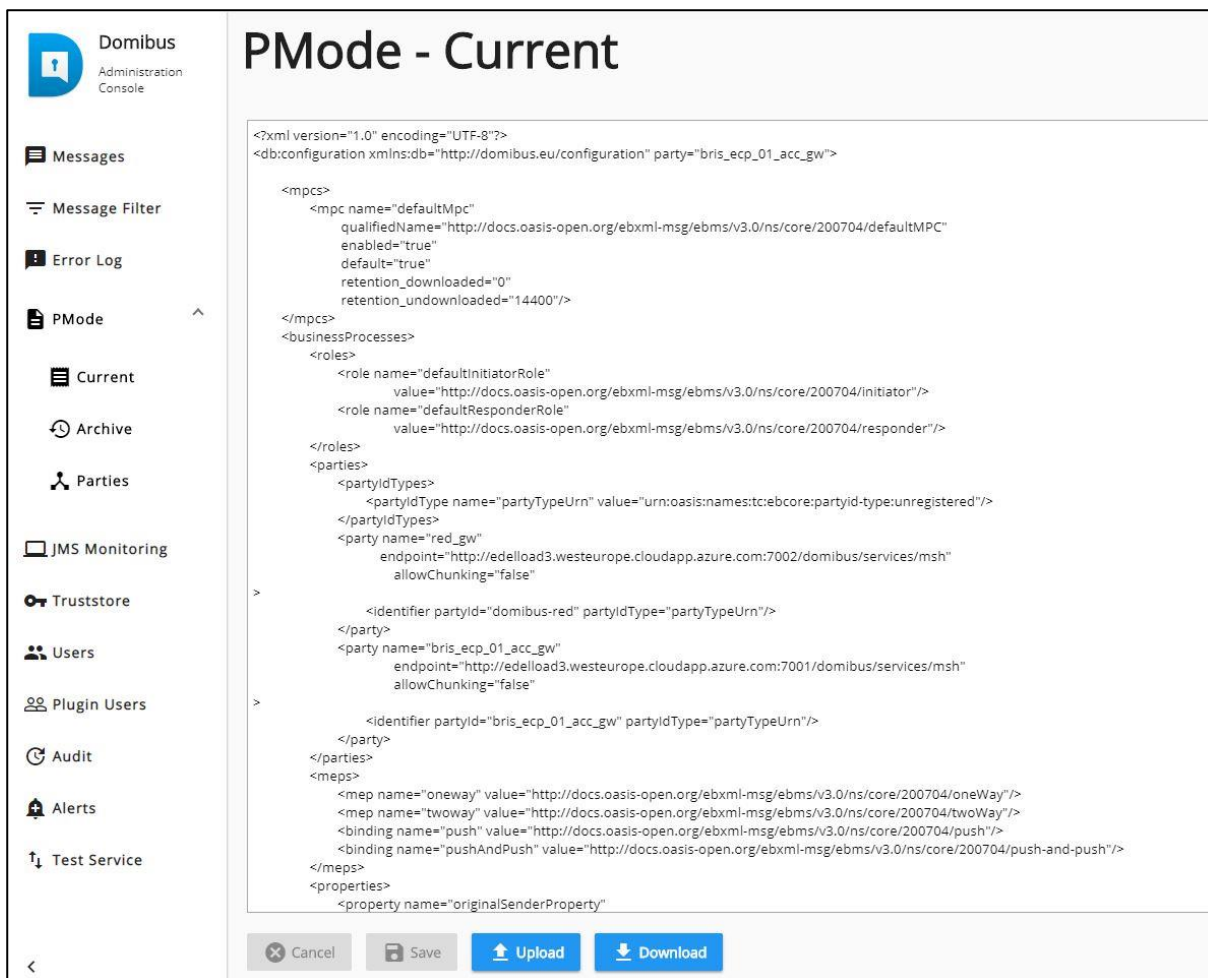 Domibus
Administration
Console
Messages
Message Filter
Error Log
PMode
Current
Archive
Parties
JMS Monitoring
Truststore
Users
Plugin Users
Audit
Alerts
Test Service
PMode - Current
<?xml version="1.0" encoding="UTF-8"?>
<db:configuration xmlns:db="http://domibus.eu/configuration" party="bris_ecp_01_acc_gw">
<mpcs>
<mpc name="defaultMpc"
qualifiedName="http://docs.oasis-open.org/ebxml-msg/ebms/v3.0/ns/core/200704/defaultMPC"
enabled="true"
default="true"
retention_downloaded="0"
retention_undownloaded="14400"/>
</mpcs>
<businessProcesses>
<roles>
<role name="defaultInitiatorRole"
value="http://docs.oasis-open.org/ebxml-msg/ebms/v3.0/ns/core/200704/initiator"/>
<role name="defaultResponderRole"
value="http://docs.oasis-open.org/ebxml-msg/ebms/v3.0/ns/core/200704/responder"/>
</roles>
<parties>
<partyIdTypes>
<partyIdType name="partyTypeUrn" value="urn:oasis:names:tc:ebcore:partyid-type:unregistered"/>
</partyIdTypes>
<party name="red_gw"
endpoint="http://edelload3.westeurope.cloudapp.azure.com:7002/domibus/services/msh"
allowChunking="false"
>
<identifier partyId="domibus-red" partyIdType="partyTypeUrn"/>
</party>
<party name="bris_ecp_01_acc_gw"
endpoint="http://edelload3.westeurope.cloudapp.azure.com:7001/domibus/services/msh"
allowChunking="false"
>
<identifier partyId="bris_ecp_01_acc_gw" partyIdType="partyTypeUrn"/>
</party>
</parties>
<meps>
<mep name="oneway" value="http://docs.oasis-open.org/ebxml-msg/ebms/v3.0/ns/core/200704/oneWay"/>
<mep name="twoway" value="http://docs.oasis-open.org/ebxml-msg/ebms/v3.0/ns/core/200704/twoWay"/>
<binding name="push" value="http://docs.oasis-open.org/ebxml-msg/ebms/v3.0/ns/core/200704/push"/>
<binding name="pushAndPush" value="http://docs.oasis-open.org/ebxml-msg/ebms/v3.0/ns/core/200704/push-and-push"/>
</meps>
<properties>
<property name="originalSenderProperty"
Cancel
Save
Upload
Download